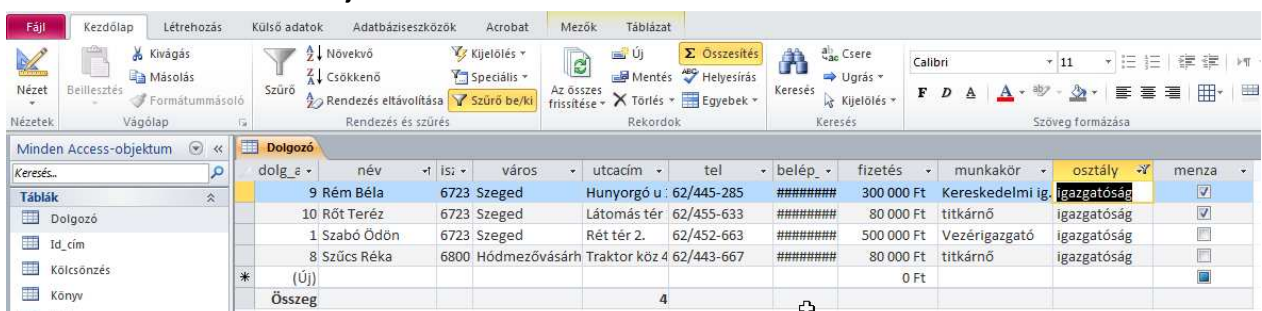 Fájl Kezdőlap Létrehozás Külső adatok Adatbáziseszközök Acrobat Mezők Táblázat
Nézet
Beillesztés
Kivágás
Másolás
Formátummásoló
Szűrő
Növekvő
Csökkenő
Rendezés eltávolítása
Kijelölés
Speciális
Szűrő be/ki
Az összes frissítése
Új
Mentés
Törlés
Összesítés
Helyesírás
Egyebek
Keresés
Csere
Ugrás
Kijelölés
Calibri 11
F D A A
Nézetek Vágólap Rendezés és szűrés Rekordok Keresés Szöveg formázása
Minden Access-objektum
Keresés...
Táblák
Dolgozó
Id_cím
Kölcsönzés
Könyv
Dolgozó
dolg_a név város utcacím tel belép_ fizetés munkakör osztály menza
9 Rém Béla 6723 Szeged Hunyorgó u 62/445-285 ######## 300 000 Ft Kereskedelmi ig. igazgatóság
10 Rőt Teréz 6723 Szeged Látomás tér 62/455-633 ######## 80 000 Ft titkárnő igazgatóság
1 Szabó Ödön 6723 Szeged Rét tér 2. 62/452-663 ######## 500 000 Ft Vezérigazgató igazgatóság
8 Szűcs Réka 6800 Hódmezővásárh Traktor köz 4 62/443-667 ######## 80 000 Ft titkárnő igazgatóság
* (Új) 0 Ft
Összeg 4